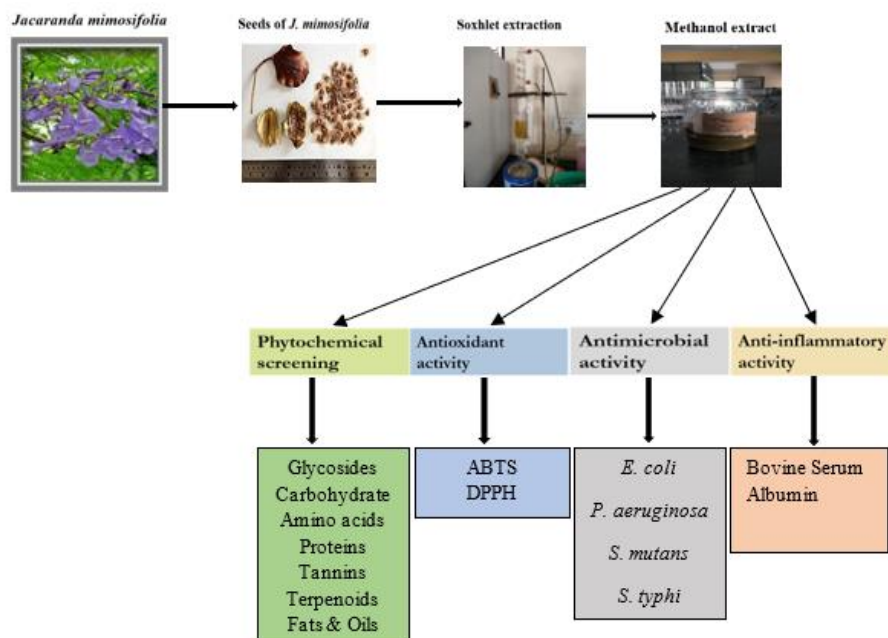 Jacaranda mimosifolia
Seeds of J. mimosifolia
Soxhlet extraction
Methanol extract
Phytochemical
screening
Antioxidant
activity
Antimicrobial
activity
Anti-inflammatory
activity
Glycosides
Carbohydrate
Amino acids
Proteins
Tannins
Terpenoids
Fats & Oils
ABTS
DPPH
E. coli
P. aeruginosa
S. mutans
S. typhi
Bovine Serum
Albumin